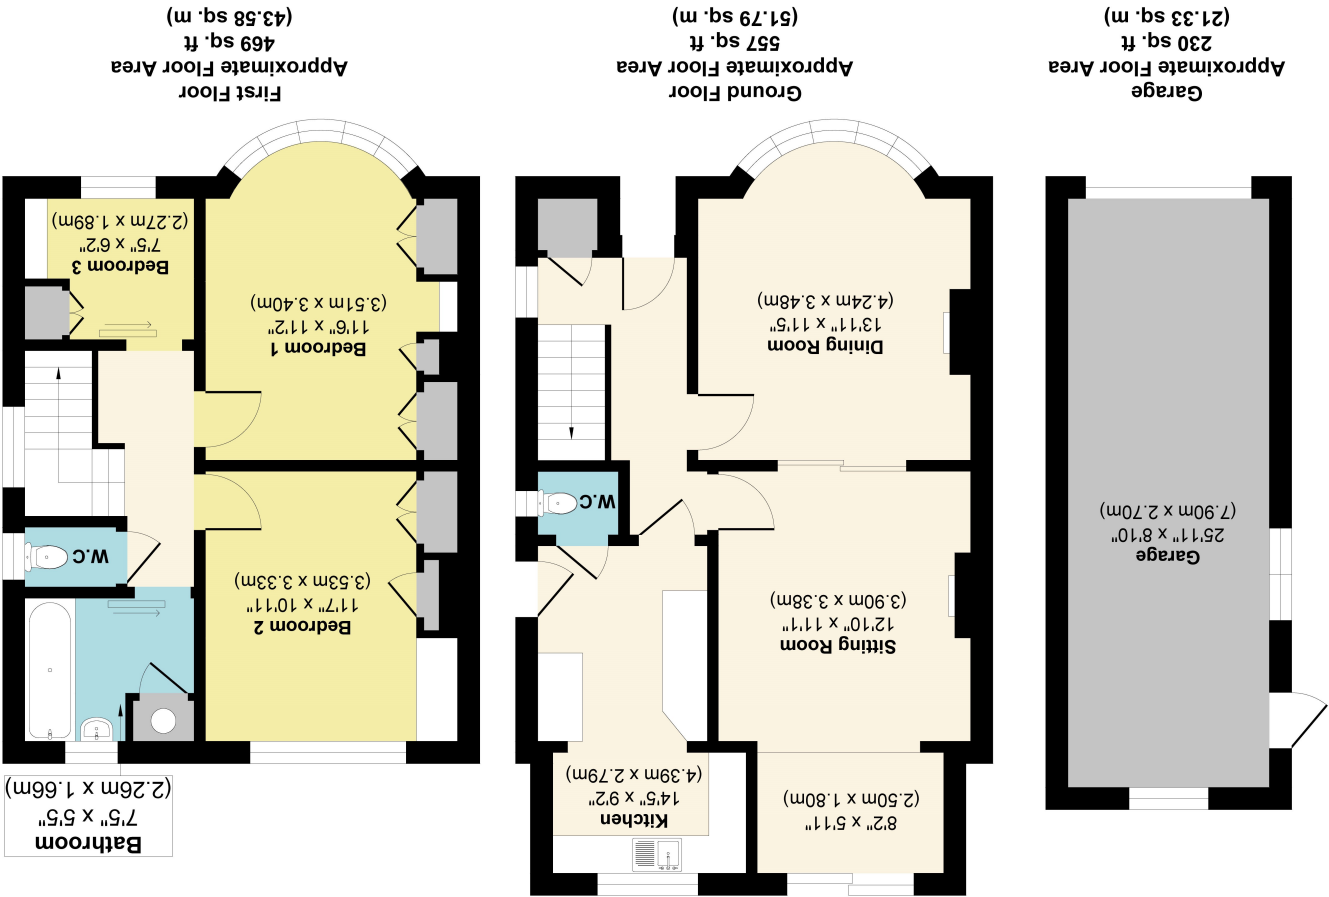 Garage
25'11" x 8'10"
(7.90m x 2.70m)
Garage
Approximate Floor Area
230 sq. ft
(21.33 sq. m)
8'2" x 5'11"
(2.50m x 1.80m)
Kitchen
14'5" x 9'2"
(4.39m x 2.79m)
Sitting Room
12'10" x 11'1"
(3.90m x 3.38m)
W.C
Dining Room
13'11" x 11'5"
(4.24m x 3.48m)
Ground Floor
Approximate Floor Area
557 sq. ft
(51.79 sq. m)
Bathroom
7'5" x 5'5"
(2.26m x 1.66m)
Bedroom 2
11'7" x 10'11"
(3.53m x 3.33m)
W.C
Bedroom 1
11'6" x 11'2"
(3.51m x 3.40m)
Bedroom 3
7'5" x 6'2"
(2.27m x 1.89m)
First Floor
Approximate Floor Area
469 sq. ft
(43.58 sq. m)